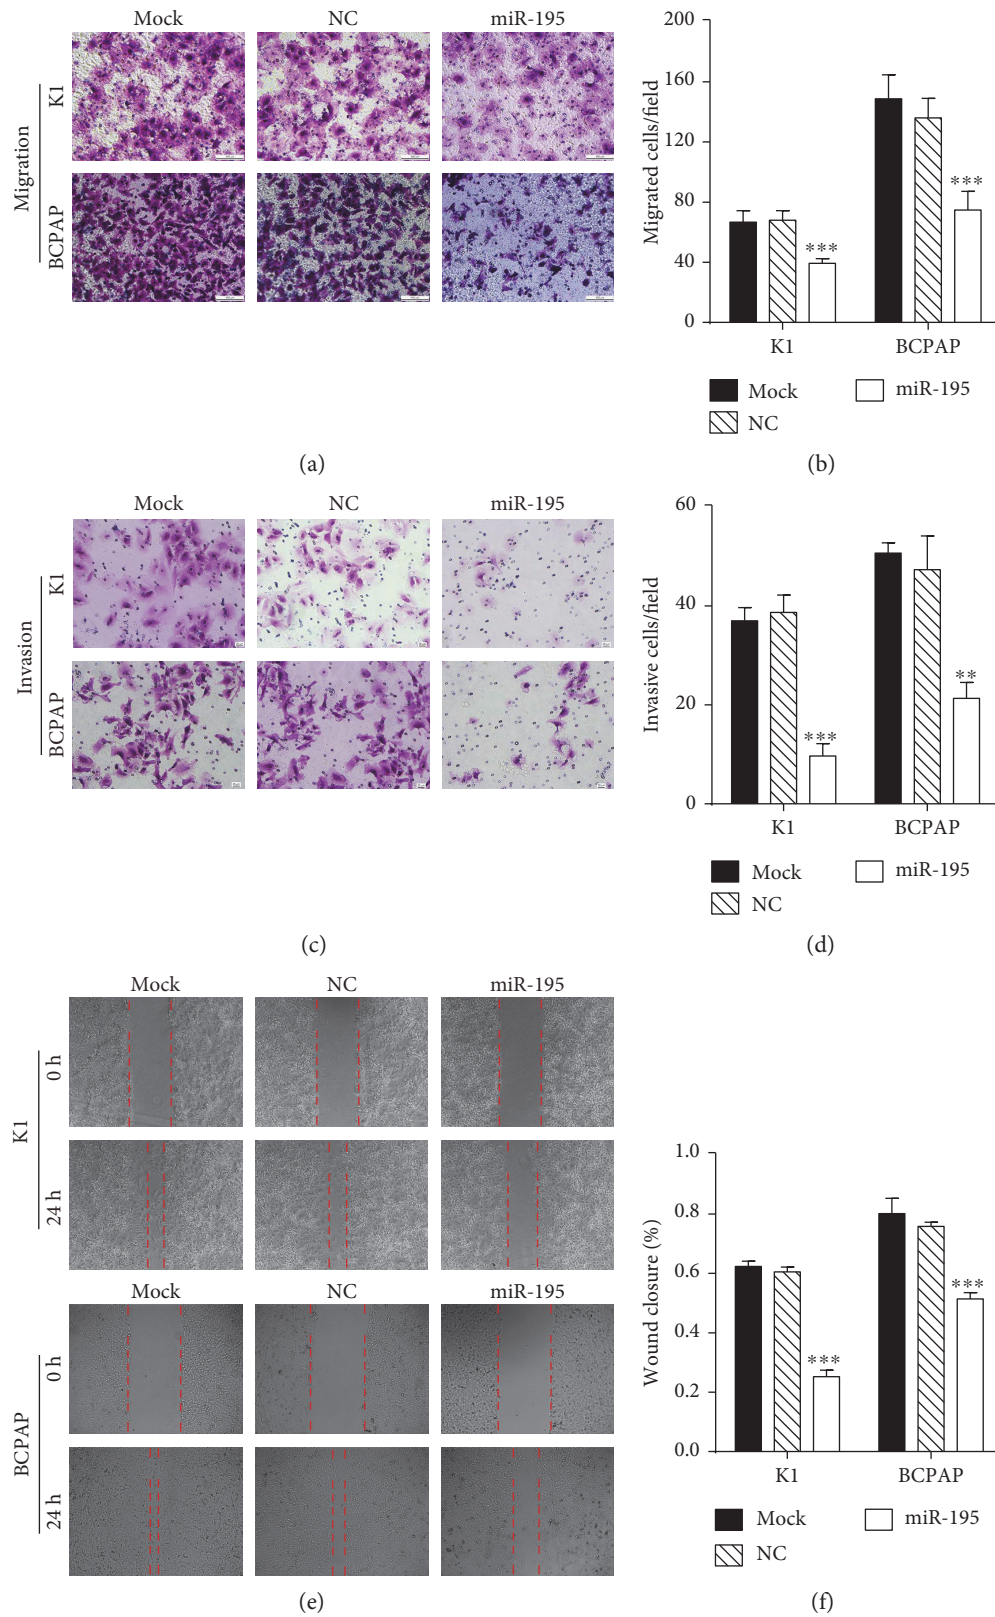 Mock NC miR-195
Migration
K1
BCPAP
(a)
Migrated cells/field
200
160
120
80
40
0
***
***
K1 BCPAP
Mock miR-195
NC
(b)
Mock NC miR-195
Invasion
K1
BCPAP
(c)
Invasive cells/field
60
40
20
0
***
**
K1 BCPAP
Mock miR-195
NC
(d)
Mock NC miR-195
K1
0 h
24 h
Mock NC miR-195
BCPAP
0 h
24 h
(e)
Wound closure (%)
1.0
0.8
0.6
0.4
0.2
0.0
***
***
K1 BCPAP
Mock miR-195
NC
(f)